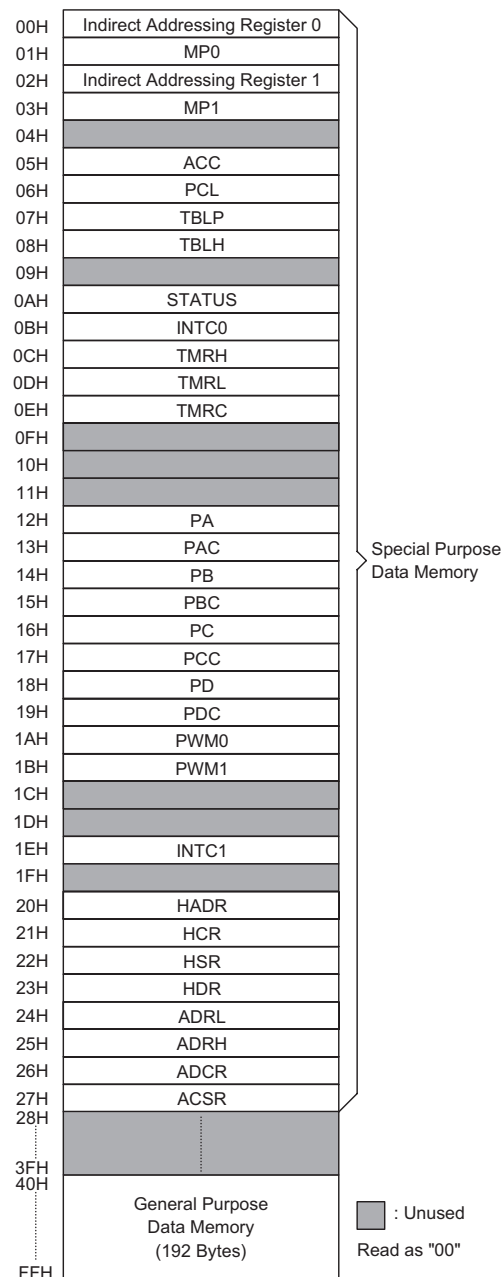 00H Indirect Addressing Register 0
01H MP0
02H Indirect Addressing Register 1
03H MP1
04H
05H ACC
06H PCL
07H TBLP
08H TBLH
09H
0AH STATUS
0BH INTC0
0CH TMRH
0DH TMRL
0EH TMRC
0FH
10H
11H
12H PA
13H PAC
14H PB
15H PBC
16H PC
17H PCC
18H PD
19H PDC
1AH PWM0
1BH PWM1
1CH
1DH
1EH INTC1
1FH
20H HADR
21H HCR
22H HSR
23H HDR
24H ADRL
25H ADRH
26H ADCR
27H ACSR
28H
3FH
40H
General Purpose
Data Memory
(192 Bytes)
FFH
Special Purpose
Data Memory
: Unused
Read as "00"